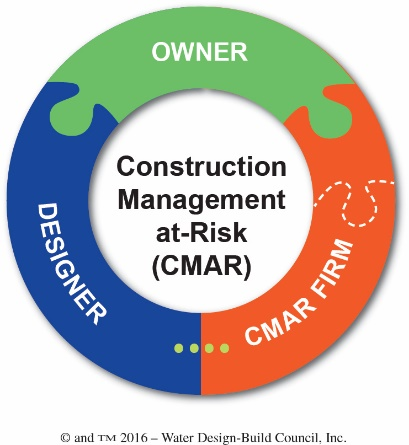 OWNER
Construction
Management
at-Risk
(CMAR)
DESIGNER
CMAR FIRM
© and ™ 2016 – Water Design-Build Council, Inc.